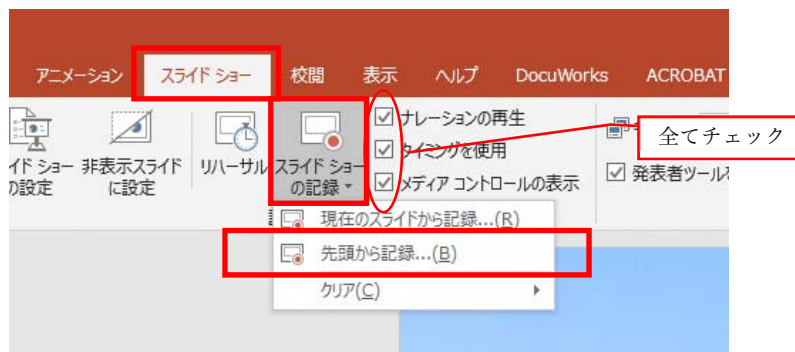 アニメーション スライド ショー 校閲 表示 ヘルプ DocuWorks ACROBAT
イド ショー
の設定
非表示スライド
に設定
リハーサル
スライド ショー
の記録
ナレーションの再生
タイミングを使用
メディア コントロールの表示
発表者ツールを
全てチェック
現在のスライドから記録...(R)
先頭から記録...(B)
クリア(C)